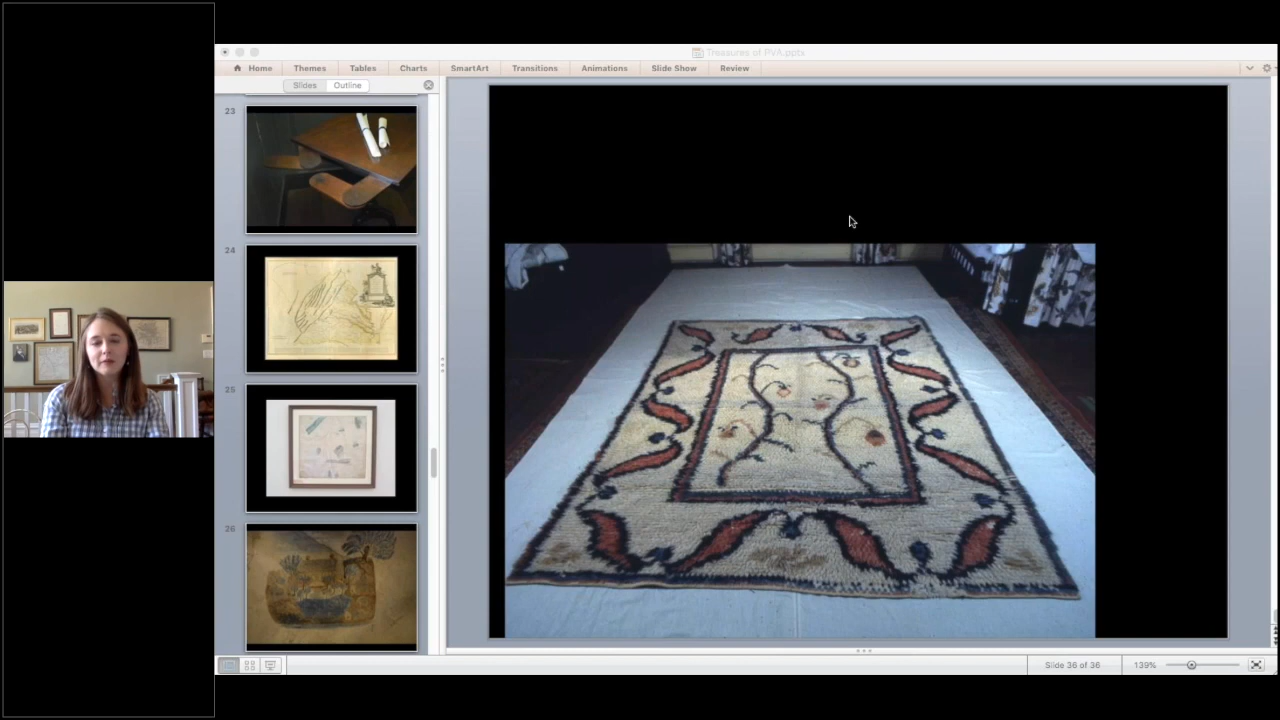 Treasures of PVA.pptx
Home Themes Tables Charts SmartArt Transitions Animations Slide Show Review
Slides Outline
23
24
25
26
Slide 36 of 36 139%